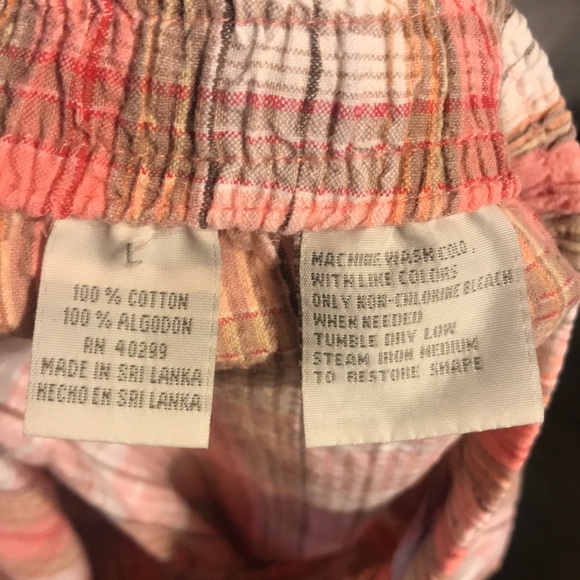 L
100 % COTTON
100 % ALGODON
RN 40299
MADE IN SRI LANKA
HECHO EN SRI LANKA
MACHINE WASH COLD,
WITH LIKE COLORS
ONLY NON-CHLORINE BLEACH
WHEN NEEDED
TUMBLE DRY LOW
STEAM IRON MEDIUM
TO RESTORE SHAPE